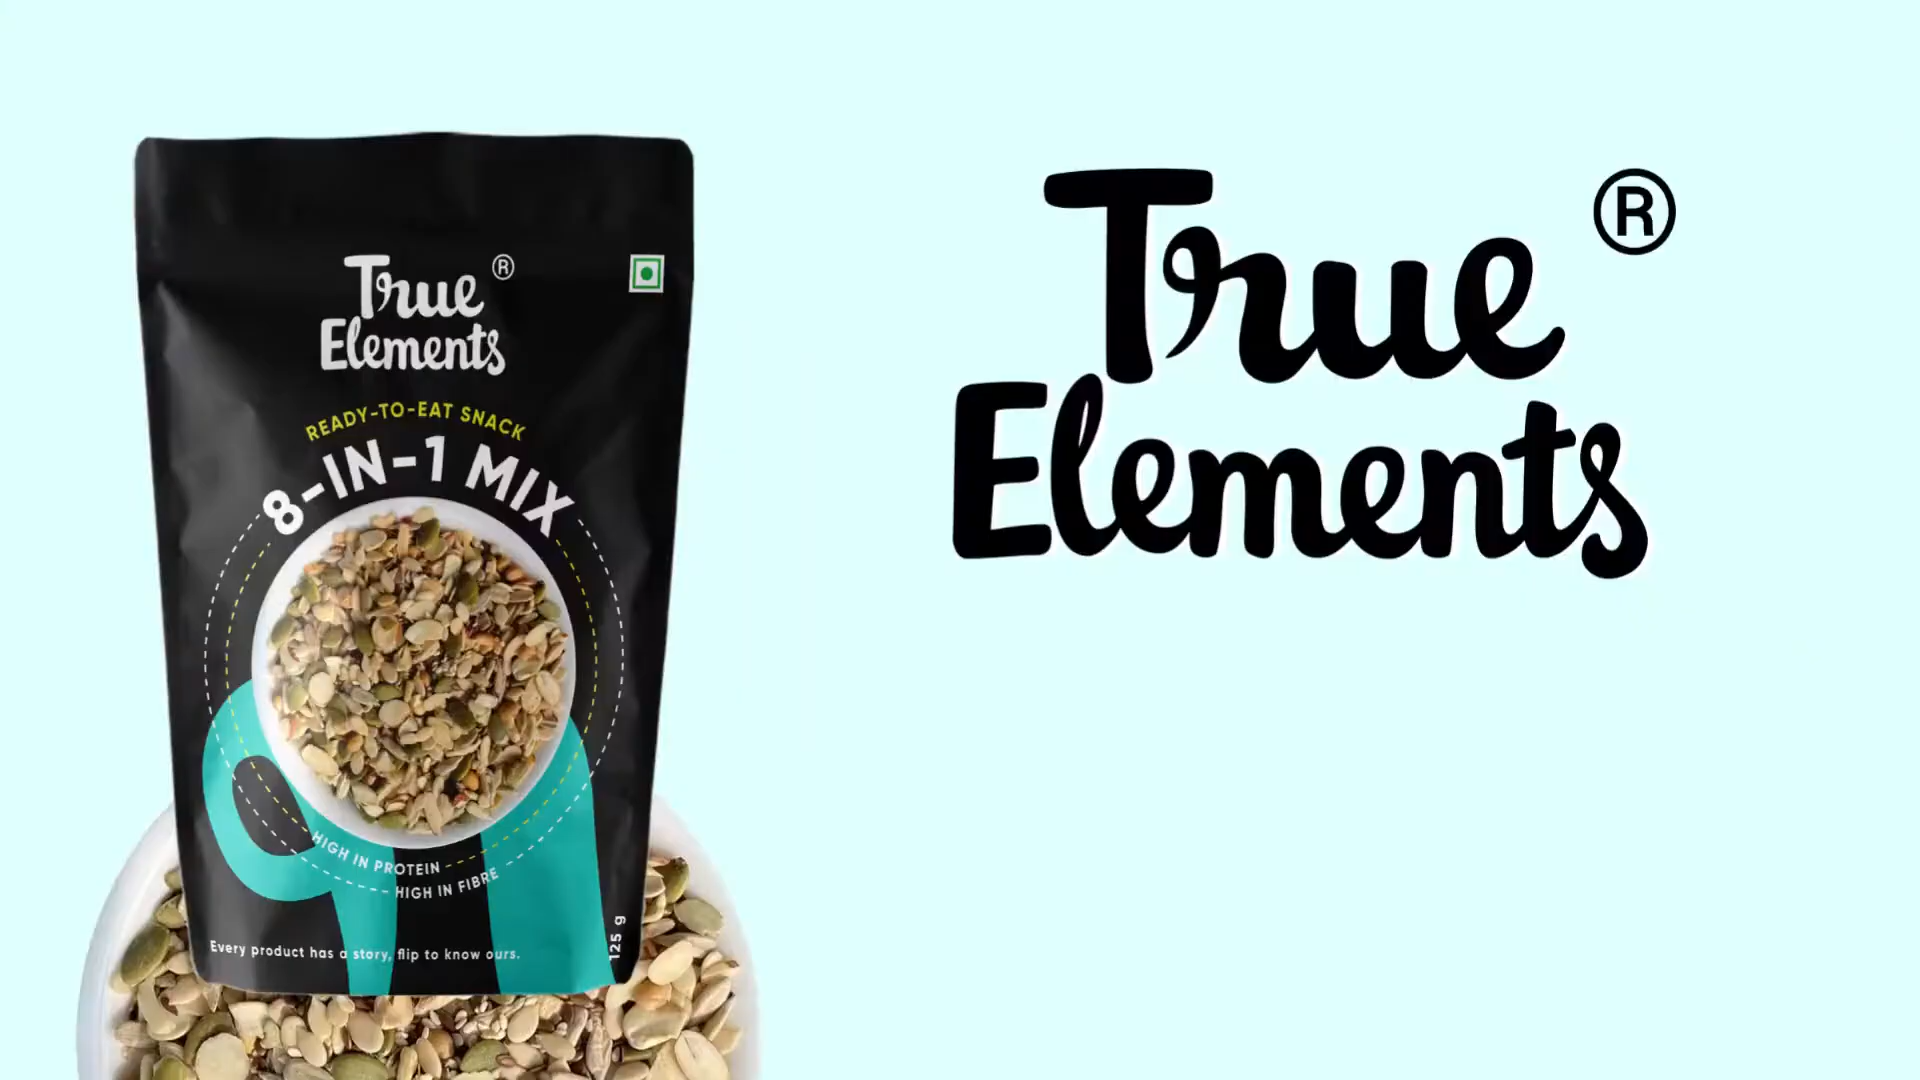 True ®
Elements
READY-TO-EAT SNACK
8-IN-1 MIX
HIGH IN PROTEIN
HIGH IN FIBRE
Every product has a story, flip to know ours.
125 g
True ®
Elements